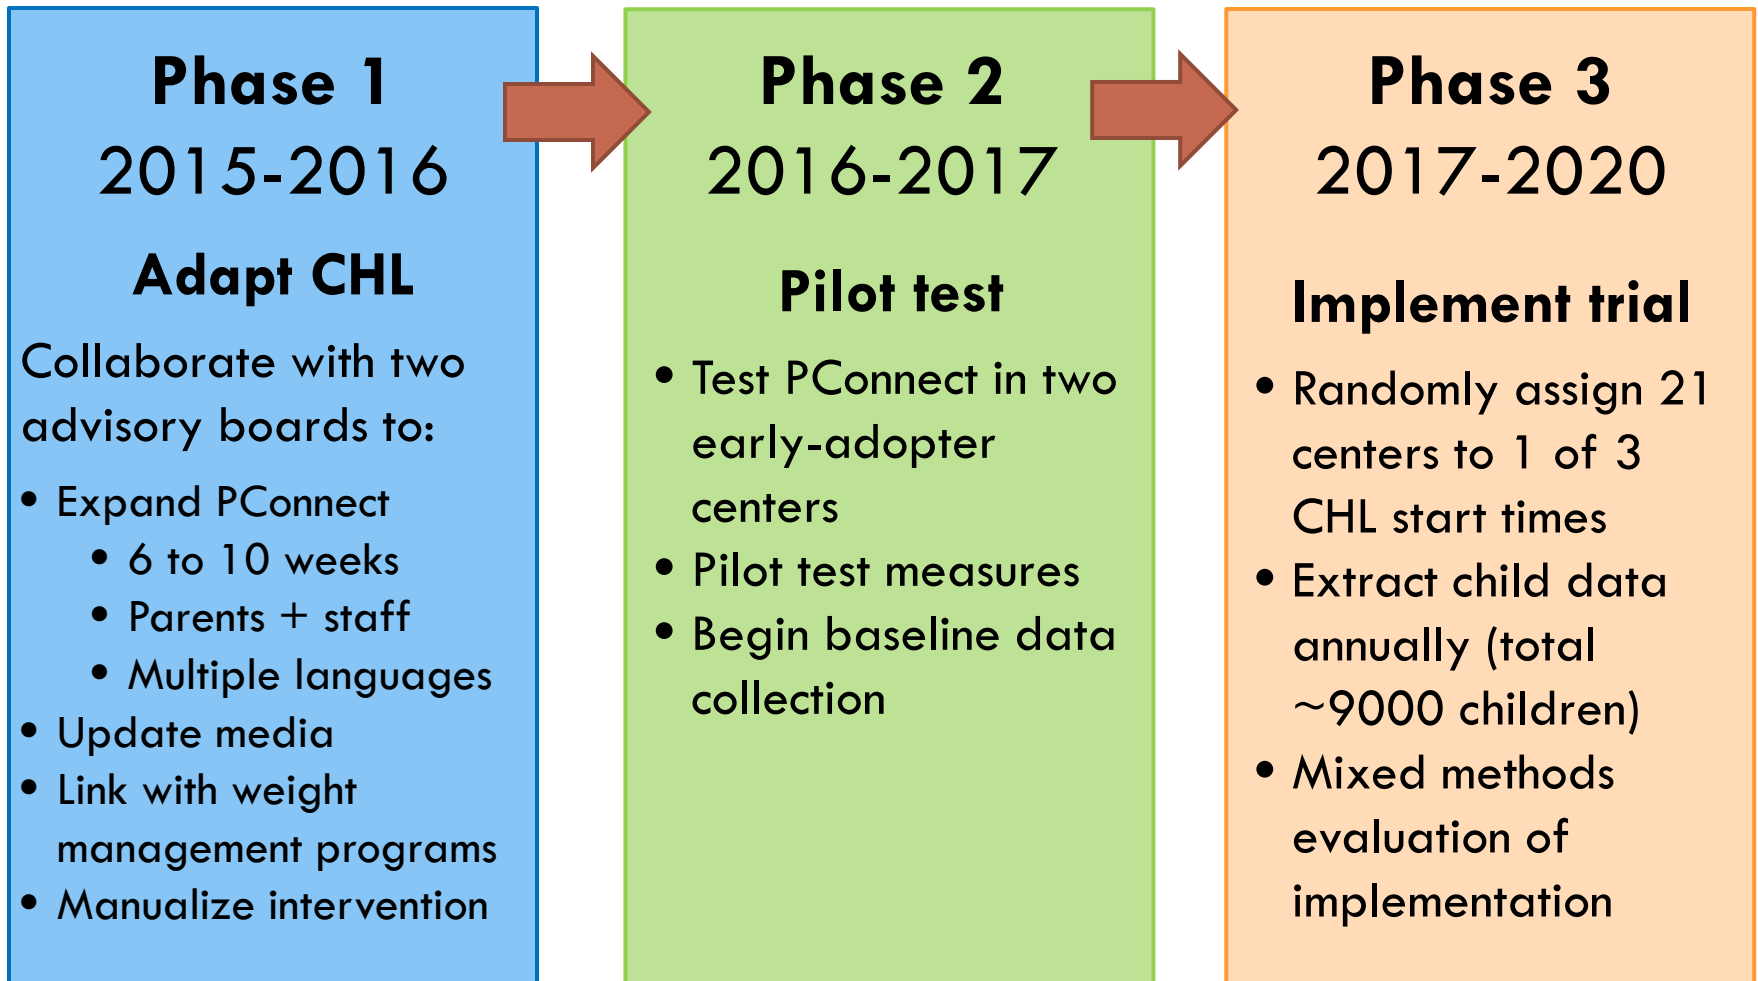 Phase 1
2015-2016
Adapt CHL
Collaborate with two
advisory boards to:
• Expand PConnect
• 6 to 10 weeks
• Parents + staff
• Multiple languages
• Update media
• Link with weight
management programs
• Manualize intervention
Phase 2
2016-2017
Pilot test
• Test PConnect in two
early-adopter
centers
• Pilot test measures
• Begin baseline data
collection
Phase 3
2017-2020
Implement trial
• Randomly assign 21
centers to 1 of 3
CHL start times
• Extract child data
annually (total
~9000 children)
• Mixed methods
evaluation of
implementation